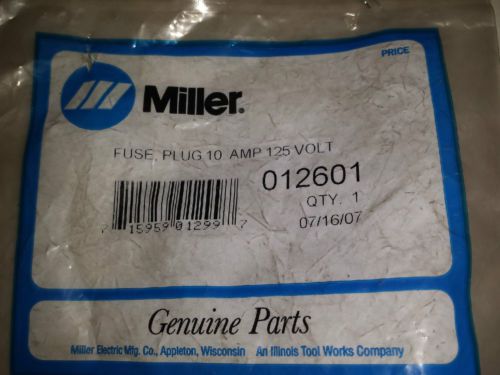 PRICE
Miller®
FUSE, PLUG 10 AMP 125 VOLT
012601
QTY. 1
07/16/07
7 15959 01299 7
Genuine Parts
Miller Electric Mfg. Co., Appleton, Wisconsin An Illinois Tool Works Company